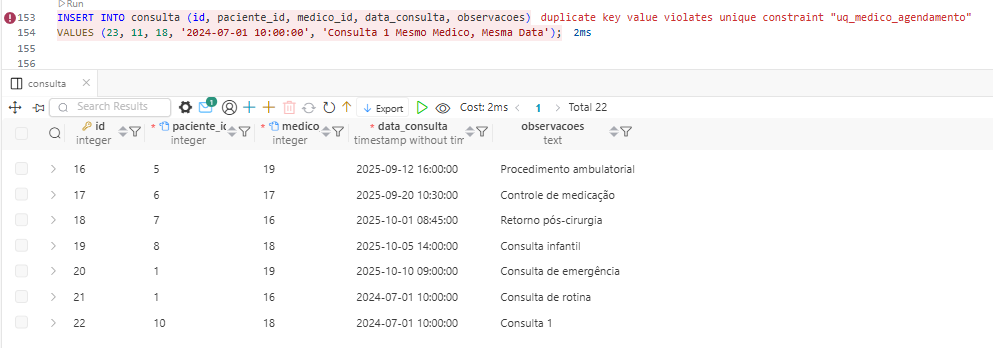 Run
153 INSERT INTO consulta (id, paciente_id, medico_id, data_consulta, observacoes) duplicate key value violates unique constraint "uq_medico_agendamento"
154 VALUES (23, 11, 18, '2024-07-01 10:00:00', 'Consulta 1 Mesmo Medico, Mesma Data'); 2ms
155
156
consulta
Search Results 1 Export Cost: 2ms 1 Total 22
id * paciente_id * medico * data_consulta observacoes
integer integer integer timestamp without tim text
16 5 19 2025-09-12 16:00:00 Procedimento ambulatorial
17 6 17 2025-09-20 10:30:00 Controle de medicação
18 7 16 2025-10-01 08:45:00 Retorno pós-cirurgia
19 8 18 2025-10-05 14:00:00 Consulta infantil
20 1 19 2025-10-10 09:00:00 Consulta de emergência
21 1 16 2024-07-01 10:00:00 Consulta de rotina
22 10 18 2024-07-01 10:00:00 Consulta 1